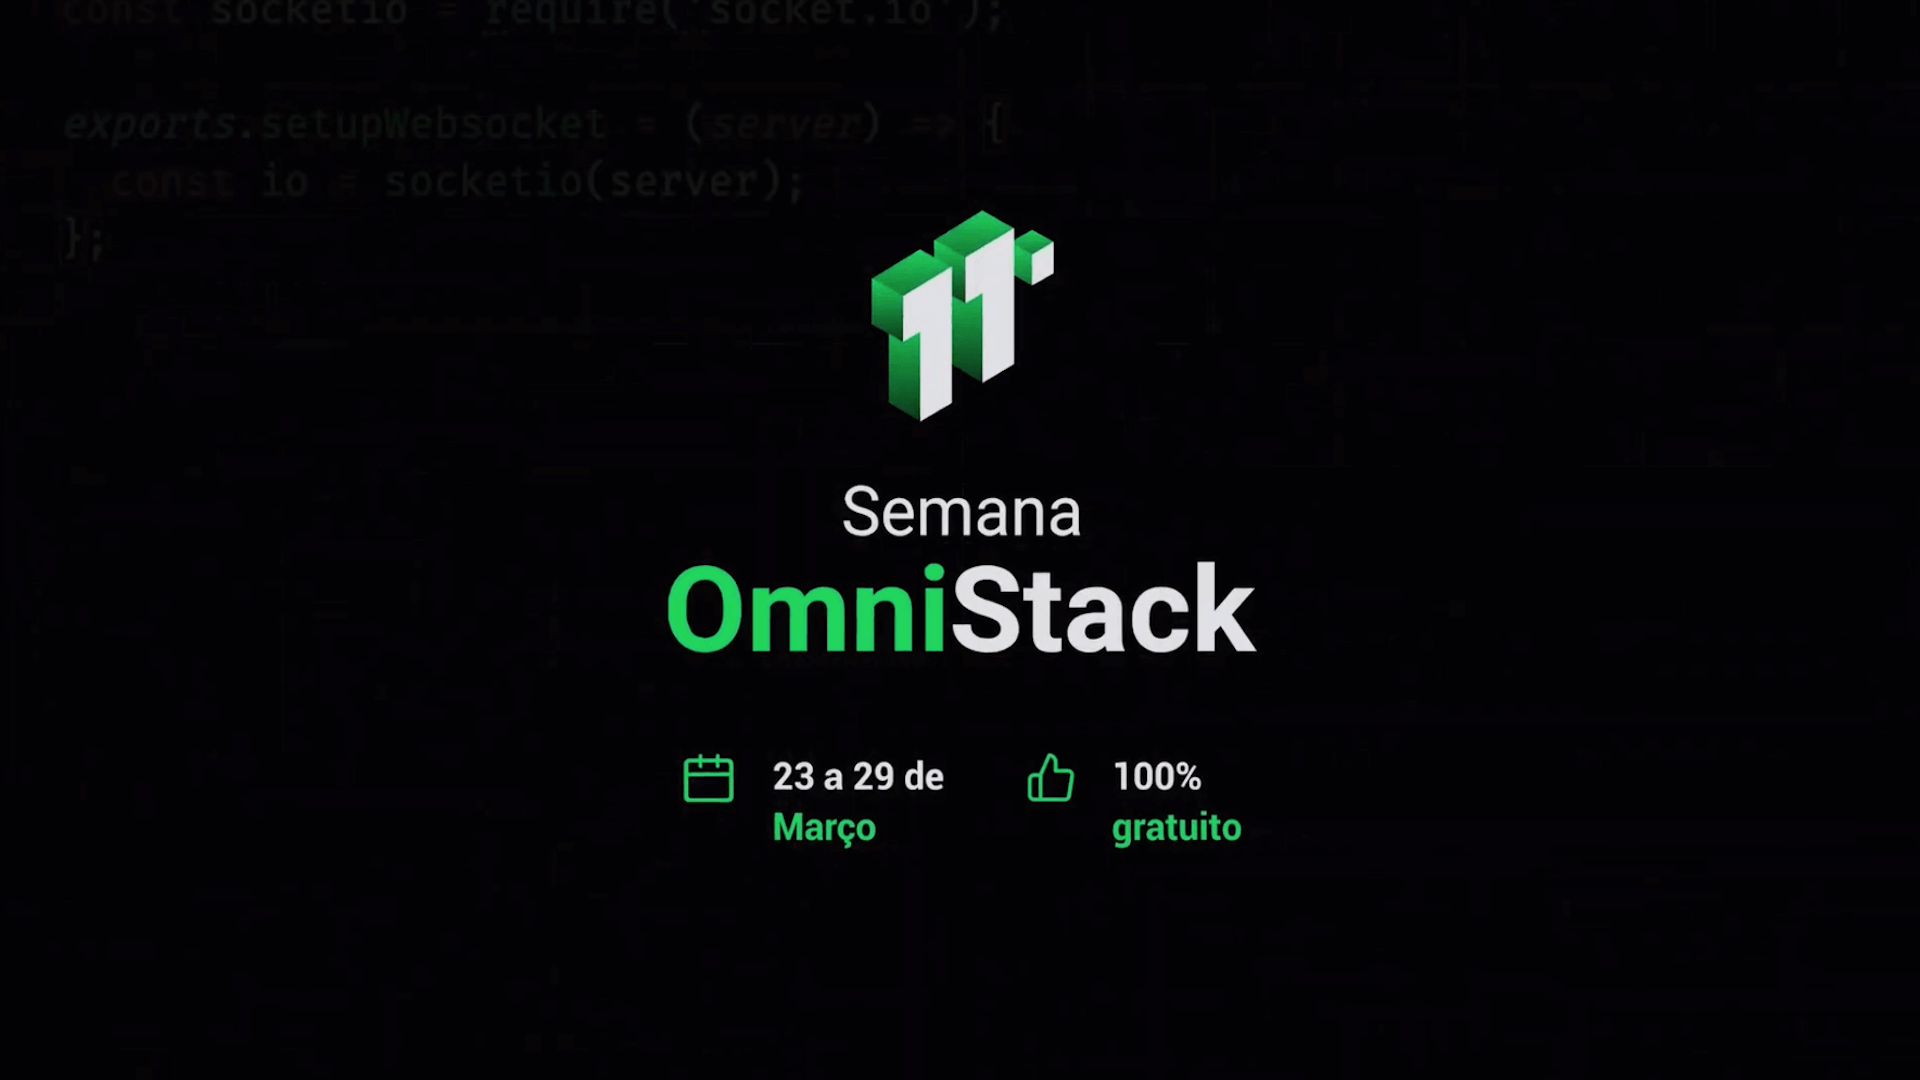 const socketio = require('socket.io');
exports.setupWebsocket = (server) => {
const io = socketio(server);
};
11
Semana
OmniStack
23 a 29 de
Março
100%
gratuito